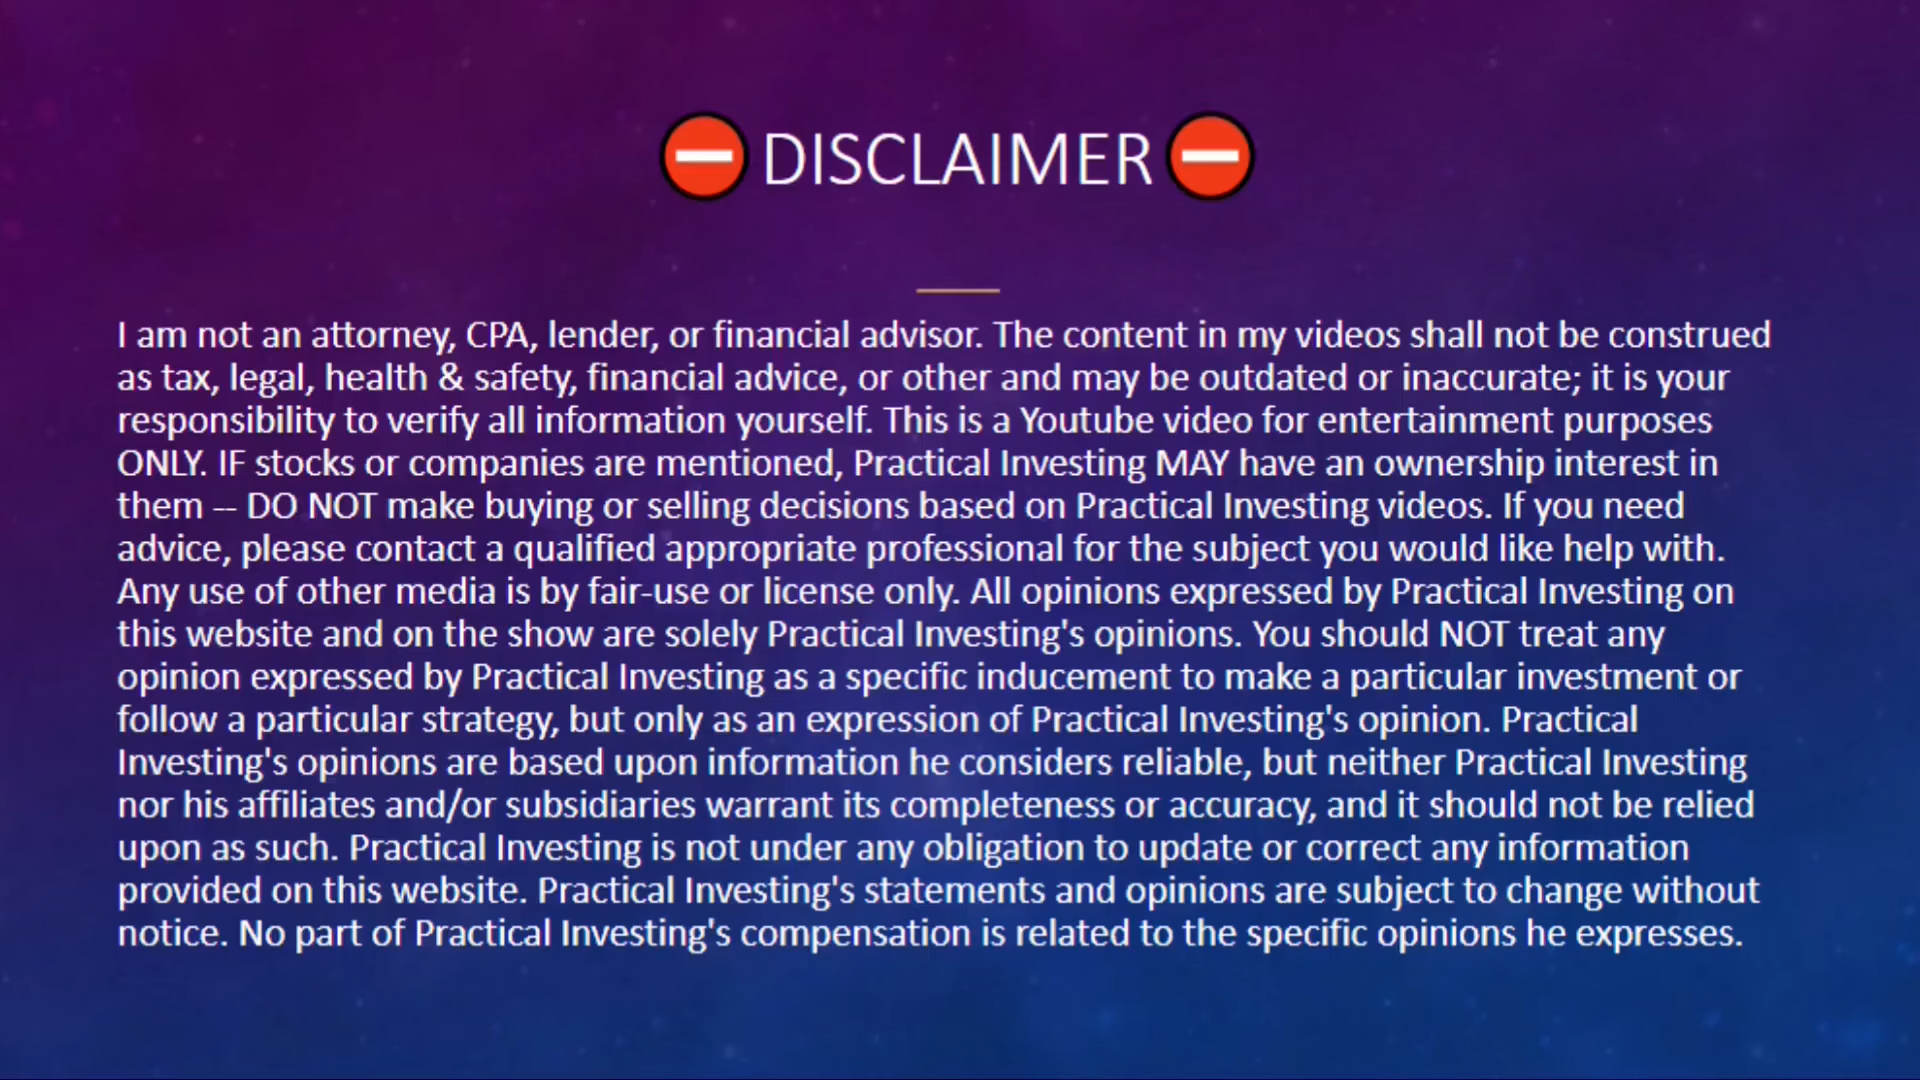 ⛔DISCLAIMER⛔
I am not an attorney, CPA, lender, or financial advisor. The content in my videos shall not be construed
as tax, legal, health & safety, financial advice, or other and may be outdated or inaccurate; it is your
responsibility to verify all information yourself. This is a Youtube video for entertainment purposes
ONLY. IF stocks or companies are mentioned, Practical Investing MAY have an ownership interest in
them -- DO NOT make buying or selling decisions based on Practical Investing videos. If you need
advice, please contact a qualified appropriate professional for the subject you would like help with.
Any use of other media is by fair-use or license only. All opinions expressed by Practical Investing on
this website and on the show are solely Practical Investing's opinions. You should NOT treat any
opinion expressed by Practical Investing as a specific inducement to make a particular investment or
follow a particular strategy, but only as an expression of Practical Investing's opinion. Practical
Investing's opinions are based upon information he considers reliable, but neither Practical Investing
nor his affiliates and/or subsidiaries warrant its completeness or accuracy, and it should not be relied
upon as such. Practical Investing is not under any obligation to update or correct any information
provided on this website. Practical Investing's statements and opinions are subject to change without
notice. No part of Practical Investing's compensation is related to the specific opinions he expresses.